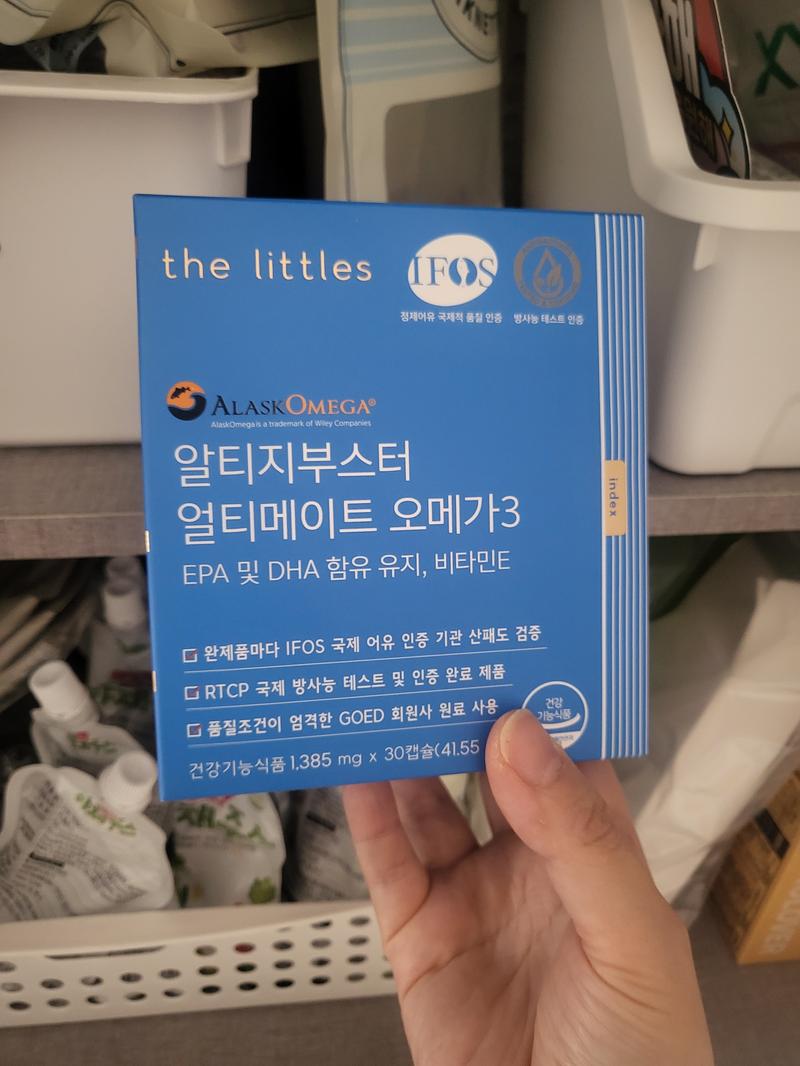 the littles
IFOS
정제어유 국제적 품질 인증
방사능 테스트 인증
ALASKOMEGA®
AlaskOmega is a trademark of Wiley Companies
알티지부스터
얼티메이트 오메가3
EPA 및 DHA 함유 유지, 비타민E
index
완제품마다 IFOS 국제 어유 인증 기관 산패도 검증
RTCP 국제 방사능 테스트 및 인증 완료 제품
품질조건이 엄격한 GOED 회원사 원료 사용
건강
기능식품
건강기능식품 1,385 mg x 30캡슐(41.55